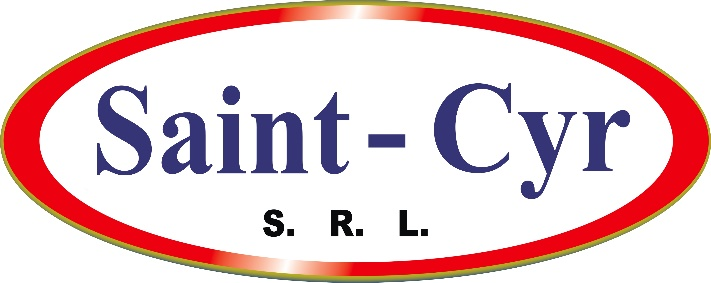 Saint - Cyr
S. R. L.